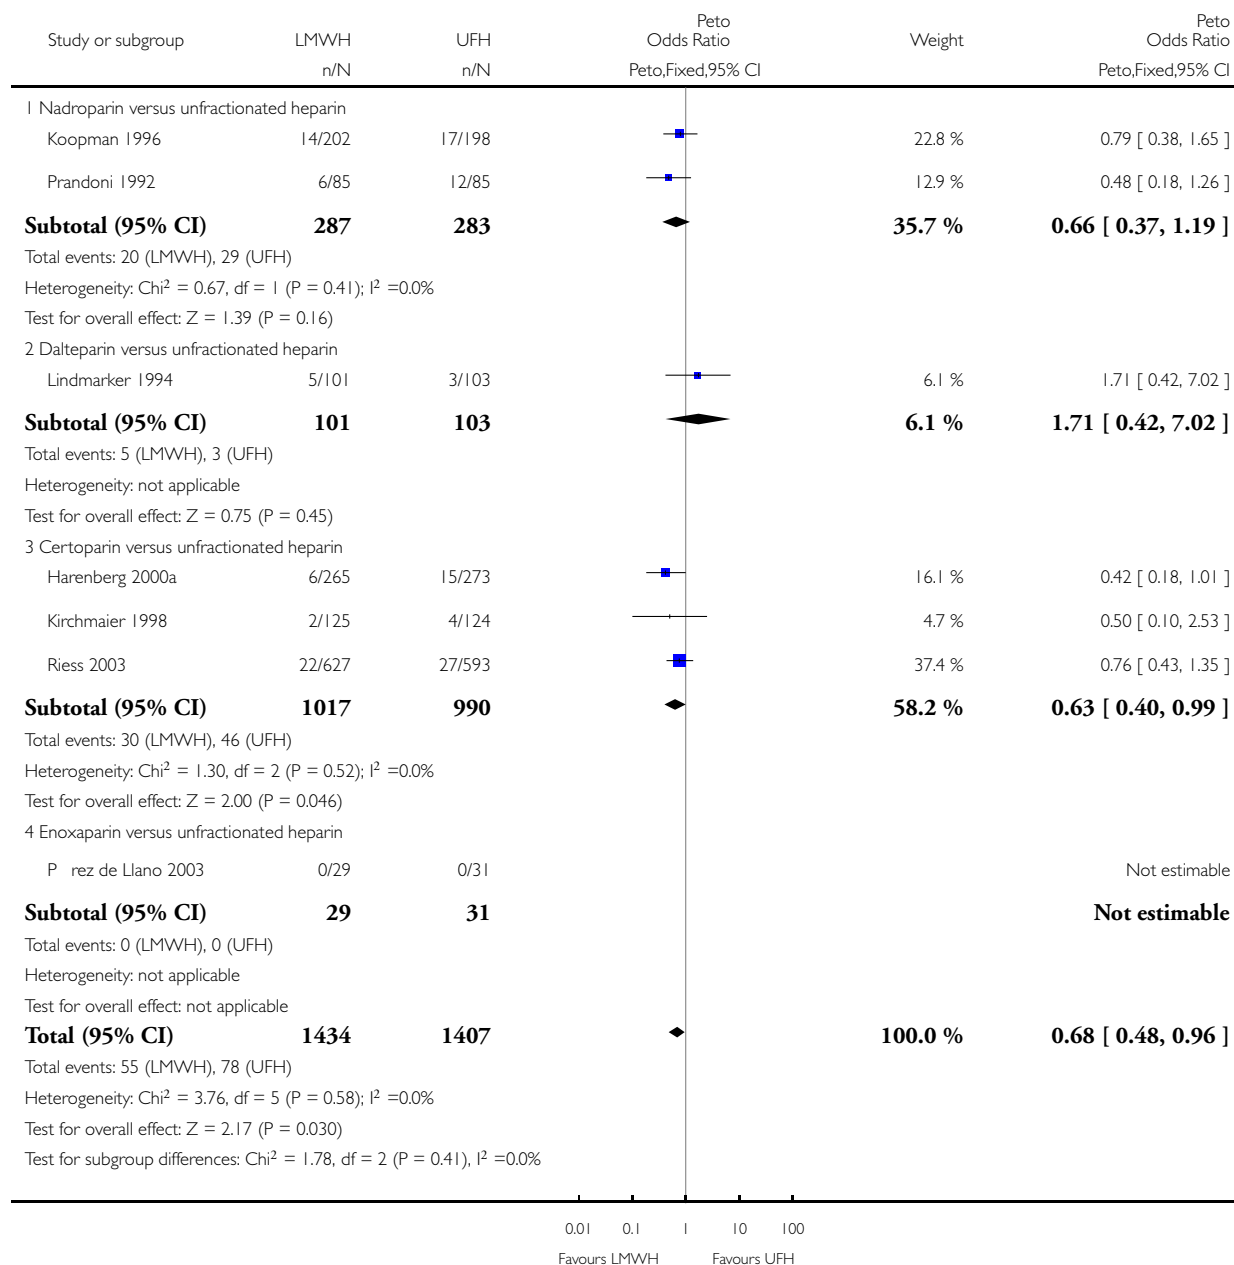 Peto Peto
Study or subgroup LMWH UFH Odds Ratio Weight Odds Ratio
n/N n/N Peto,Fixed,95% CI Peto,Fixed,95% CI
1 Nadroparin versus unfractionated heparin
Koopman 1996 14/202 17/198 22.8 % 0.79 [ 0.38, 1.65 ]
Prandoni 1992 6/85 12/85 12.9 % 0.48 [ 0.18, 1.26 ]
Subtotal (95% CI) 287 283 35.7 % 0.66 [ 0.37, 1.19 ]
Total events: 20 (LMWH), 29 (UFH)
Heterogeneity: Chi² = 0.67, df = 1 (P = 0.41); I² =0.0%
Test for overall effect: Z = 1.39 (P = 0.16)
2 Dalteparin versus unfractionated heparin
Lindmarker 1994 5/101 3/103 6.1 % 1.71 [ 0.42, 7.02 ]
Subtotal (95% CI) 101 103 6.1 % 1.71 [ 0.42, 7.02 ]
Total events: 5 (LMWH), 3 (UFH)
Heterogeneity: not applicable
Test for overall effect: Z = 0.75 (P = 0.45)
3 Certoparin versus unfractionated heparin
Harenberg 2000a 6/265 15/273 16.1 % 0.42 [ 0.18, 1.01 ]
Kirchmaier 1998 2/125 4/124 4.7 % 0.50 [ 0.10, 2.53 ]
Riess 2003 22/627 27/593 37.4 % 0.76 [ 0.43, 1.35 ]
Subtotal (95% CI) 1017 990 58.2 % 0.63 [ 0.40, 0.99 ]
Total events: 30 (LMWH), 46 (UFH)
Heterogeneity: Chi² = 1.30, df = 2 (P = 0.52); I² =0.0%
Test for overall effect: Z = 2.00 (P = 0.046)
4 Enoxaparin versus unfractionated heparin
P rez de Llano 2003 0/29 0/31 Not estimable
Subtotal (95% CI) 29 31 Not estimable
Total events: 0 (LMWH), 0 (UFH)
Heterogeneity: not applicable
Test for overall effect: not applicable
Total (95% CI) 1434 1407 100.0 % 0.68 [ 0.48, 0.96 ]
Total events: 55 (LMWH), 78 (UFH)
Heterogeneity: Chi² = 3.76, df = 5 (P = 0.58); I² =0.0%
Test for overall effect: Z = 2.17 (P = 0.030)
Test for subgroup differences: Chi² = 1.78, df = 2 (P = 0.41), I² =0.0%
0.01 0.1 1 10 100
Favours LMWH Favours UFH